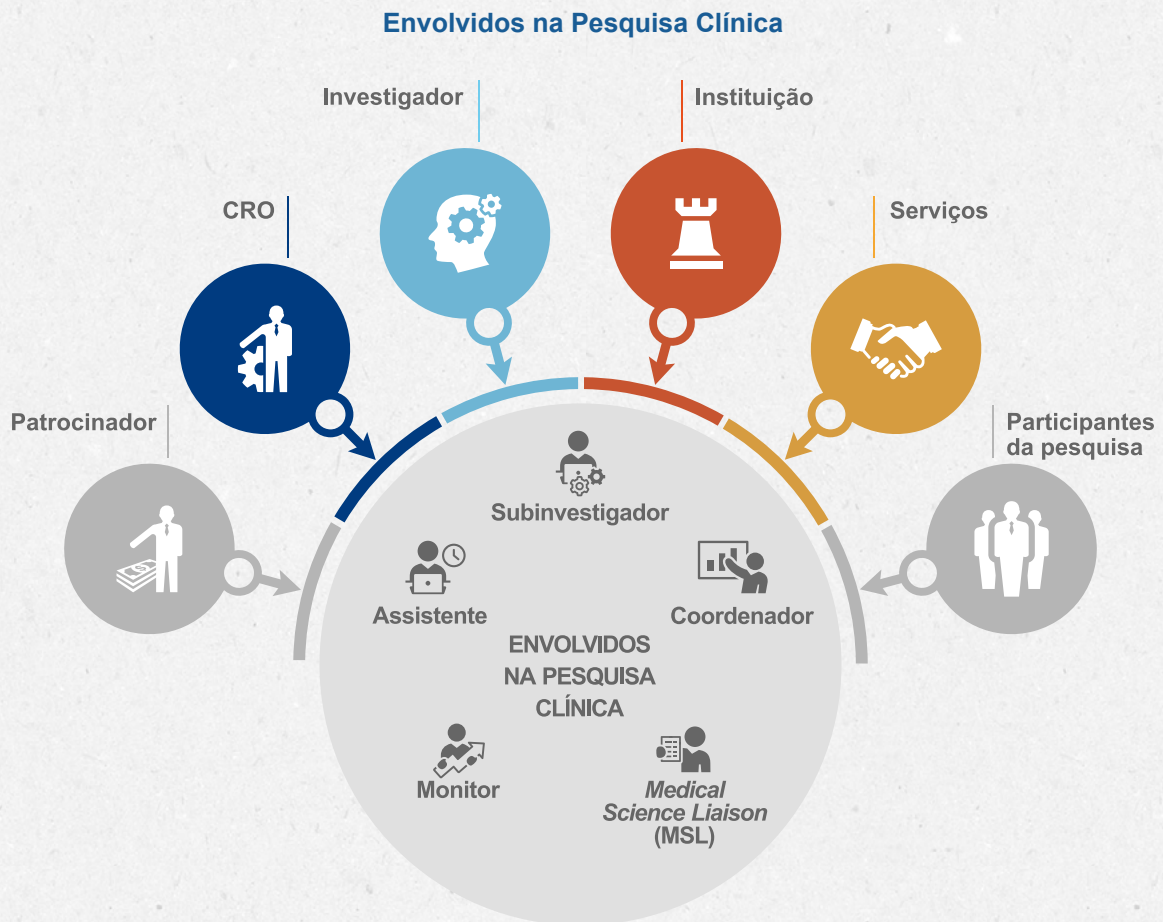 Envolvidos na Pesquisa Clínica
Investigador
Instituição
CRO
Serviços
Patrocinador
Participantes
da pesquisa
Subinvestigador
Assistente
Coordenador
ENVOLVIDOS
NA PESQUISA
CLÍNICA
Monitor
Medical
Science Liaison
(MSL)